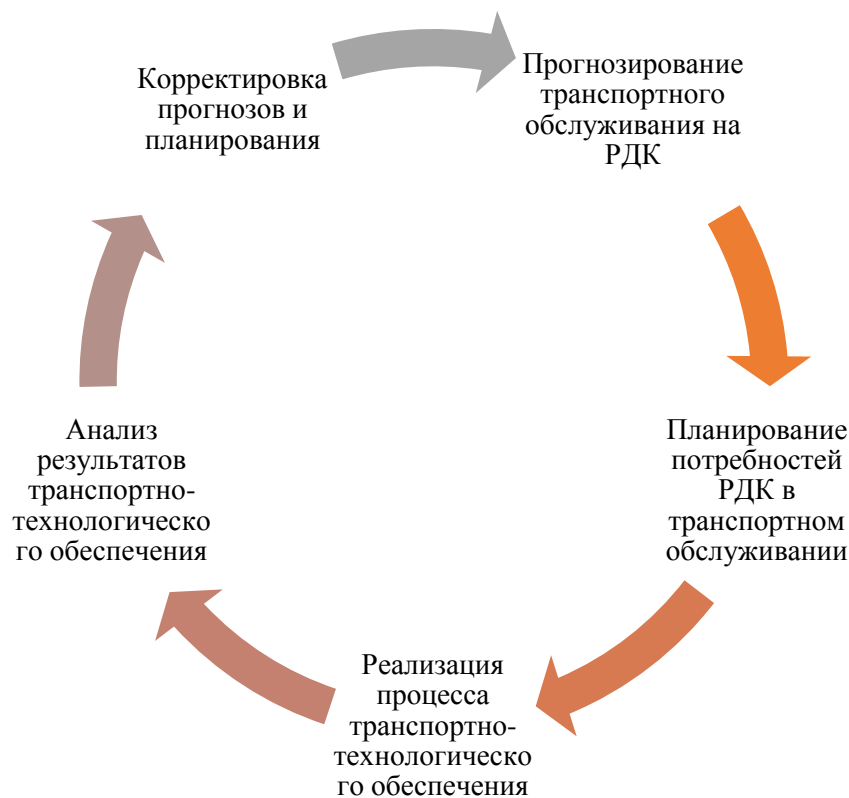 Корректировка
прогнозов и
планирования
Прогнозирование
транспортного
обслуживания на
РДК
Планирование
потребностей
РДК в
транспортном
обслуживании
Реализация
процесса
транспортно-
технологическо
го обеспечения
Анализ
результатов
транспортно-
технологическо
го обеспечения